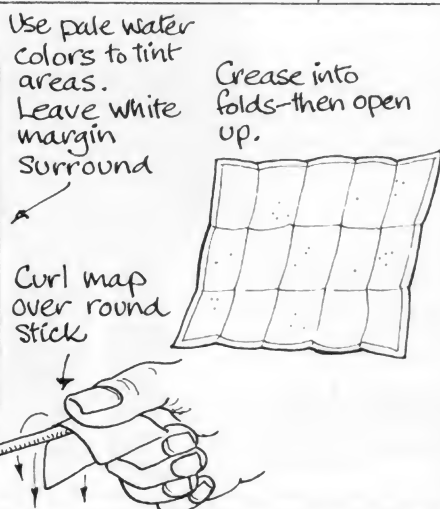 Use pale water
colors to tint
areas.
Leave white
margin
Surround
Crease into
folds-then open
up.
Curl map
over round
stick